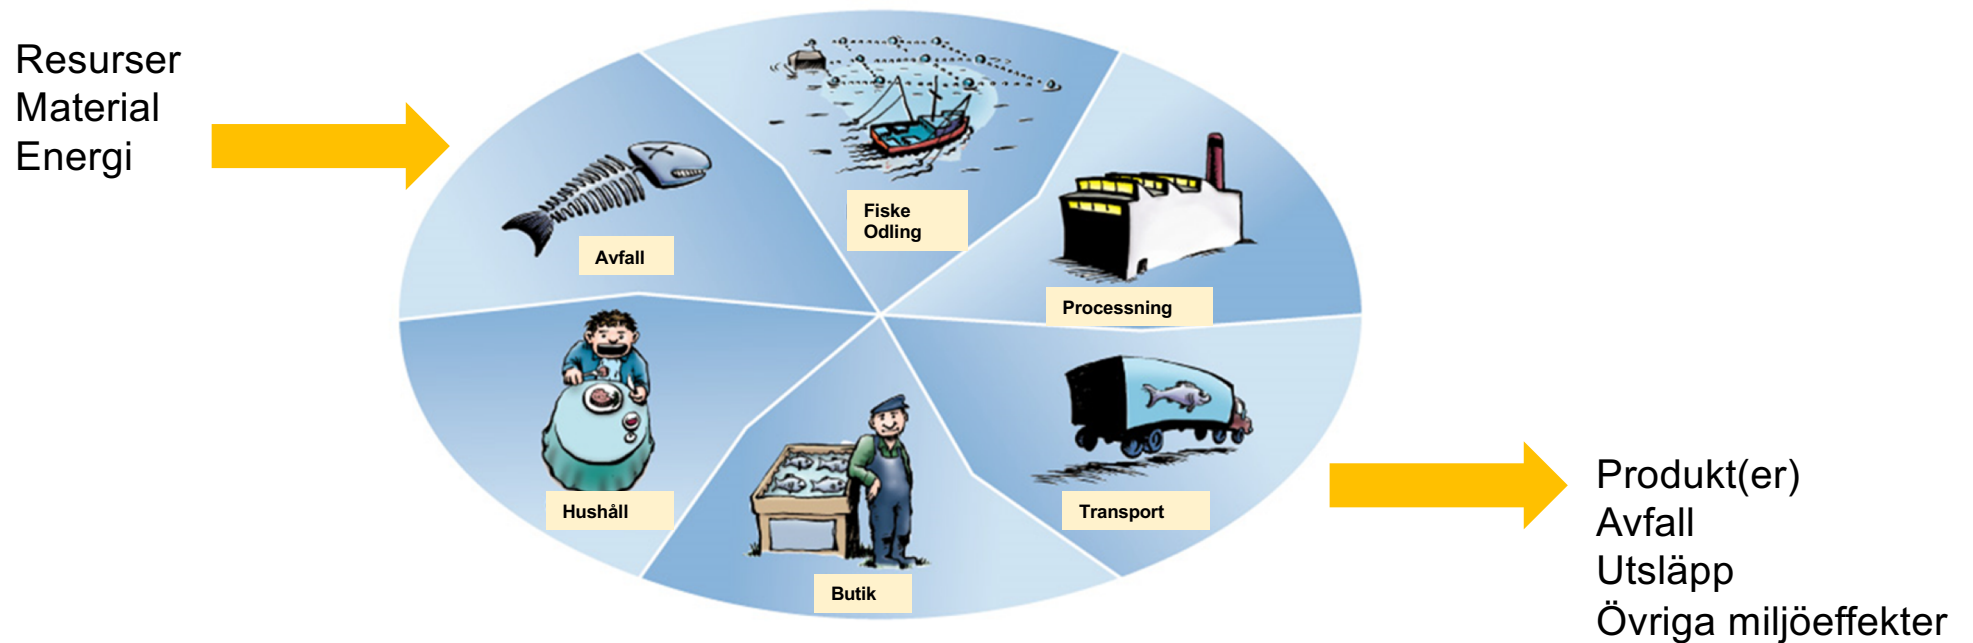 Resurser
Material
Energi
Fiske
Odling
Avfall
Processning
Hushåll
Transport
Butik
Produkt(er)
Avfall
Utsläpp
Övriga miljöeffekter